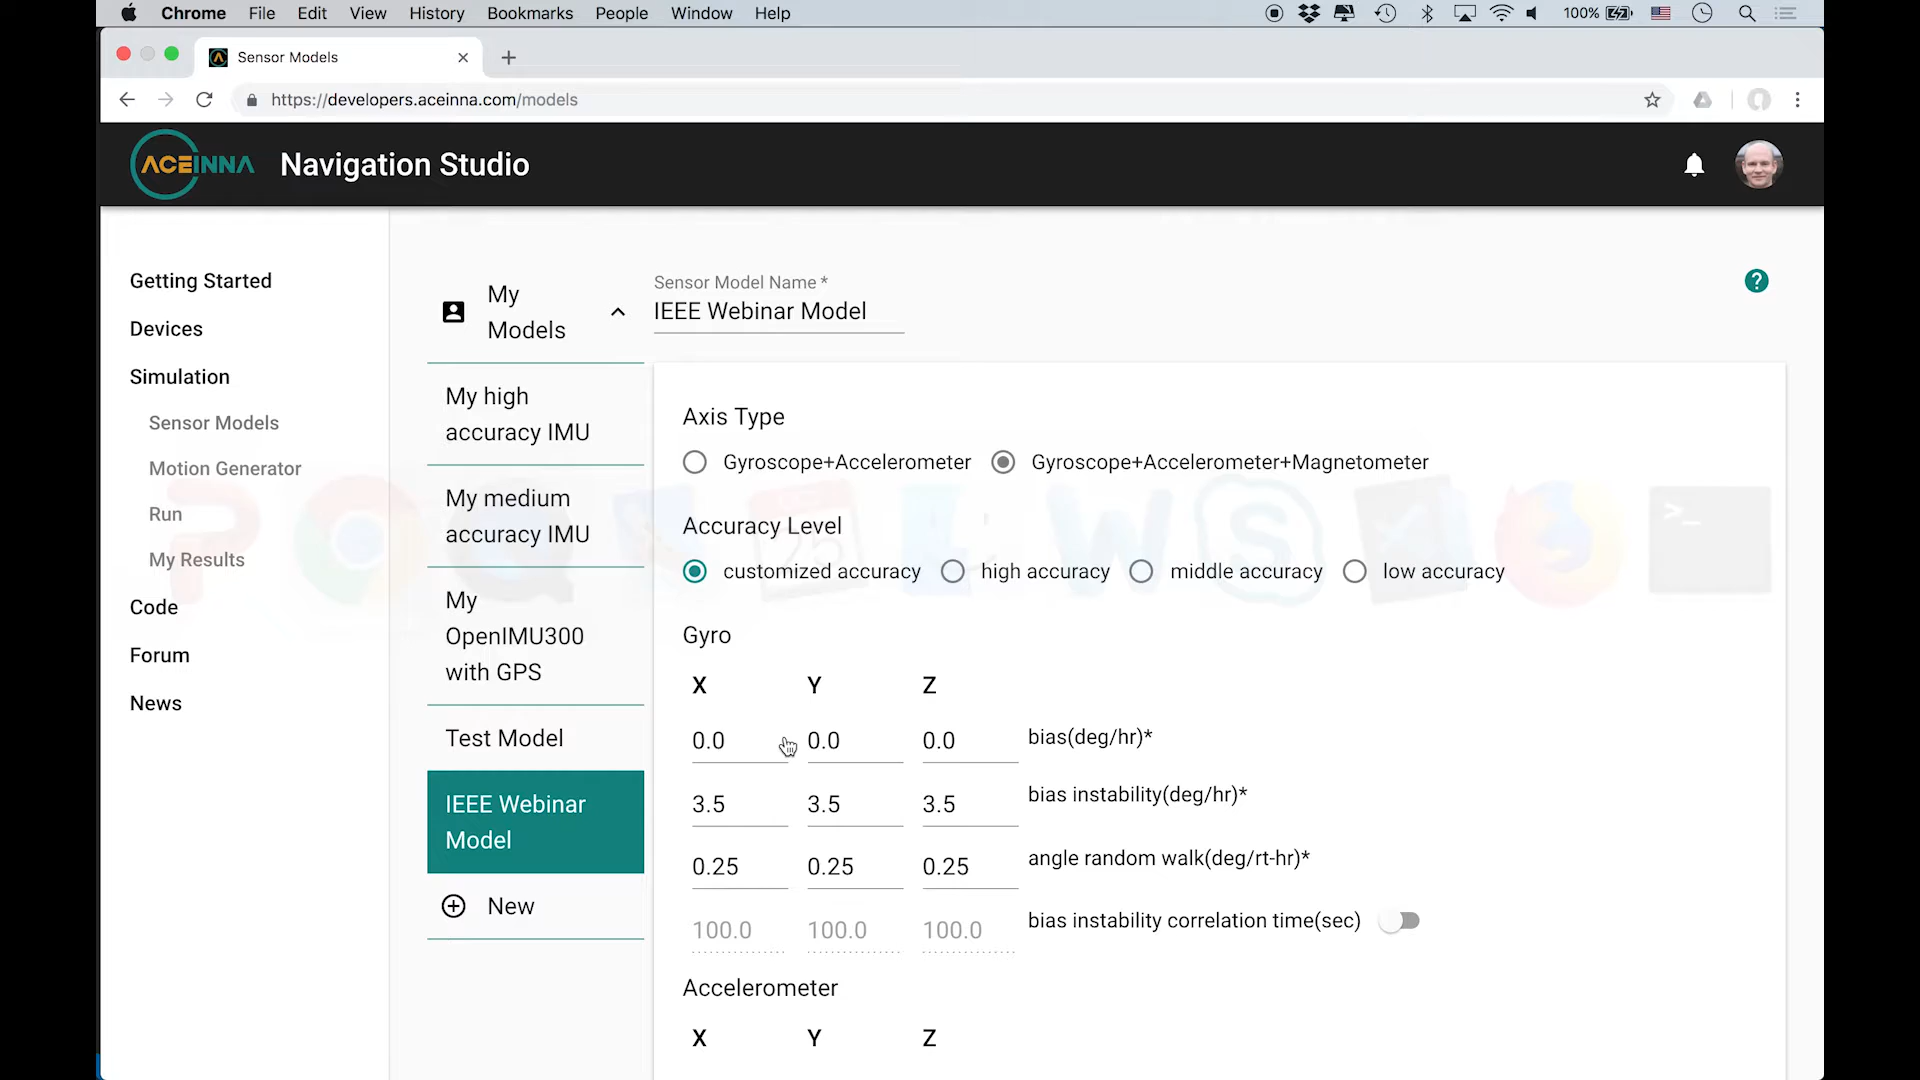 Chrome File Edit View History Bookmarks People Window Help 100%
Sensor Models
https://developers.aceinna.com/models
ACEINNA Navigation Studio
Getting Started
Devices
Simulation
Sensor Models
Motion Generator
Run
My Results
Code
Forum
News
My
Models
My high
accuracy IMU
My medium
accuracy IMU
My
OpenIMU300
with GPS
Test Model
IEEE Webinar
Model
New
Sensor Model Name *
IEEE Webinar Model
?
Axis Type
Gyroscope+Accelerometer Gyroscope+Accelerometer+Magnetometer
Accuracy Level
customized accuracy high accuracy middle accuracy low accuracy
Gyro
X Y Z
0.0 0.0 0.0 bias(deg/hr)*
3.5 3.5 3.5 bias instability(deg/hr)*
0.25 0.25 0.25 angle random walk(deg/rt-hr)*
100.0 100.0 100.0 bias instability correlation time(sec)
Accelerometer
X Y Z